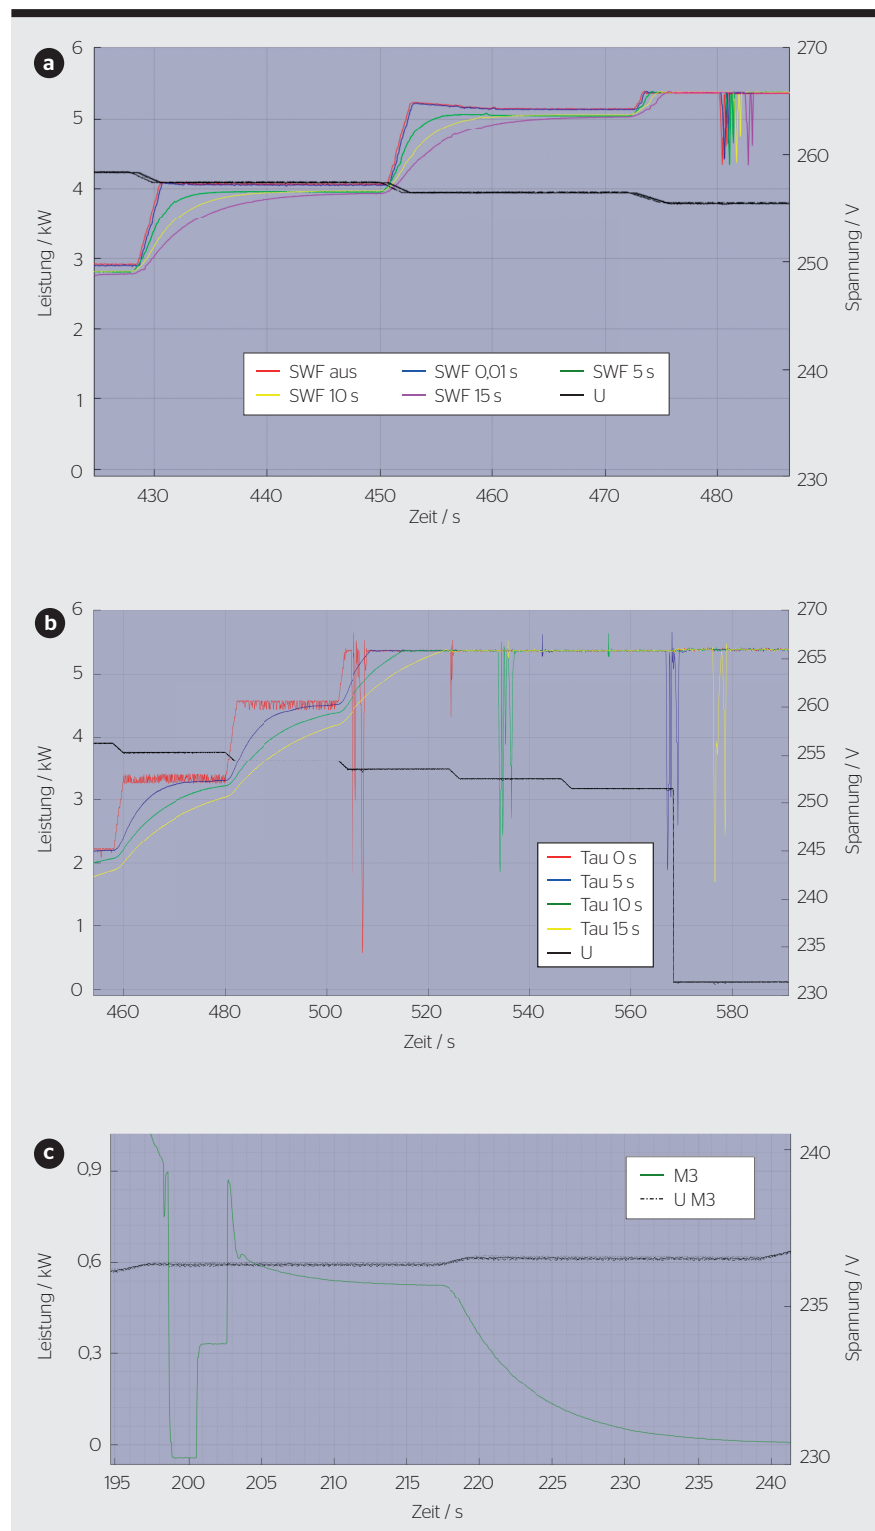 a
6
5
4
3
2
1
0
Leistung / kW
270
260
250
240
230
Spannung / V
SWF aus
SWF 0,01 s
SWF 5 s
SWF 10 s
SWF 15 s
U
430 440 450 460 470 480
Zeit / s
b
6
5
4
3
2
1
0
Leistung / kW
270
265
260
255
250
245
240
235
230
Spannung / V
Tau 0 s
Tau 5 s
Tau 10 s
Tau 15 s
U
460 480 500 520 540 560 580
Zeit / s
c
0,9
0,6
0,3
0
Leistung / kW
240
235
230
Spannung / V
M3
U M3
195 200 205 210 215 220 225 230 235 240
Zeit / s